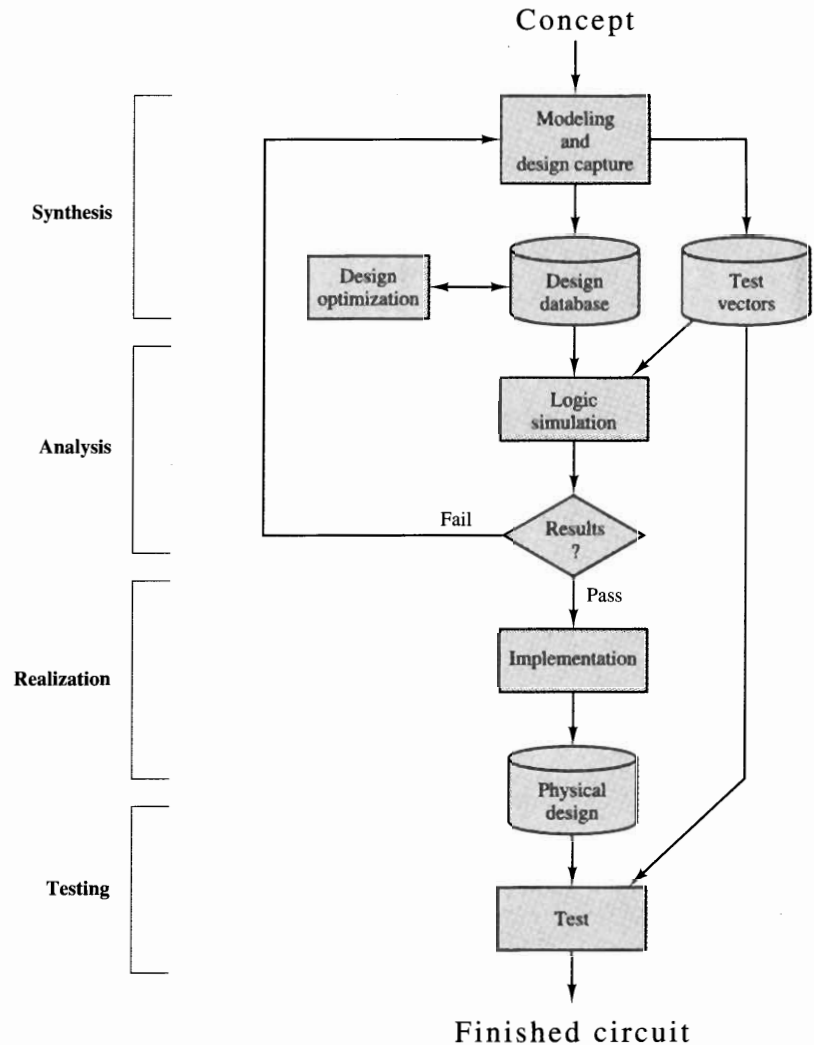 Concept
Modeling
and
design capture
Synthesis
Design
optimization
Design
database
Test
vectors
Logic
simulation
Analysis
Fail
Results
?
Pass
Implementation
Realization
Physical
design
Testing
Test
Finished circuit